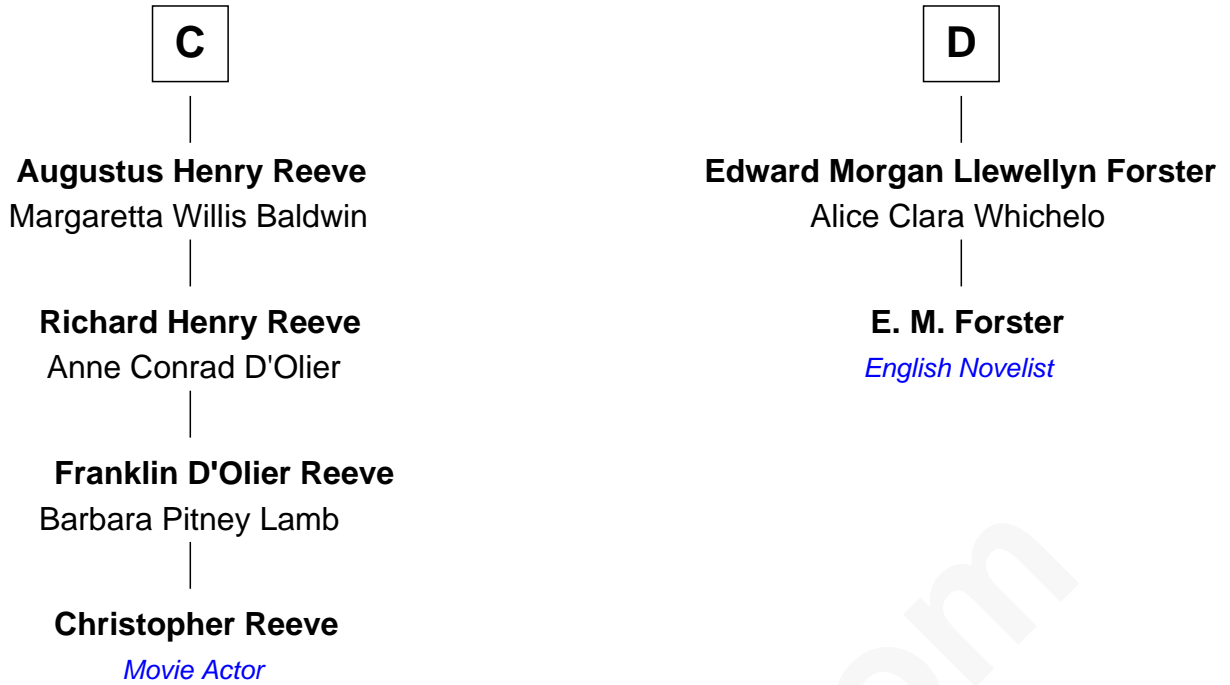 C
Augustus Henry Reeve
Margaretta Willis Baldwin
Richard Henry Reeve
Anne Conrad D'Olier
Franklin D'Olier Reeve
Barbara Pitney Lamb
Christopher Reeve
Movie Actor
D
Edward Morgan Llewellyn Forster
Alice Clara Whichelo
E. M. Forster
English Novelist
om